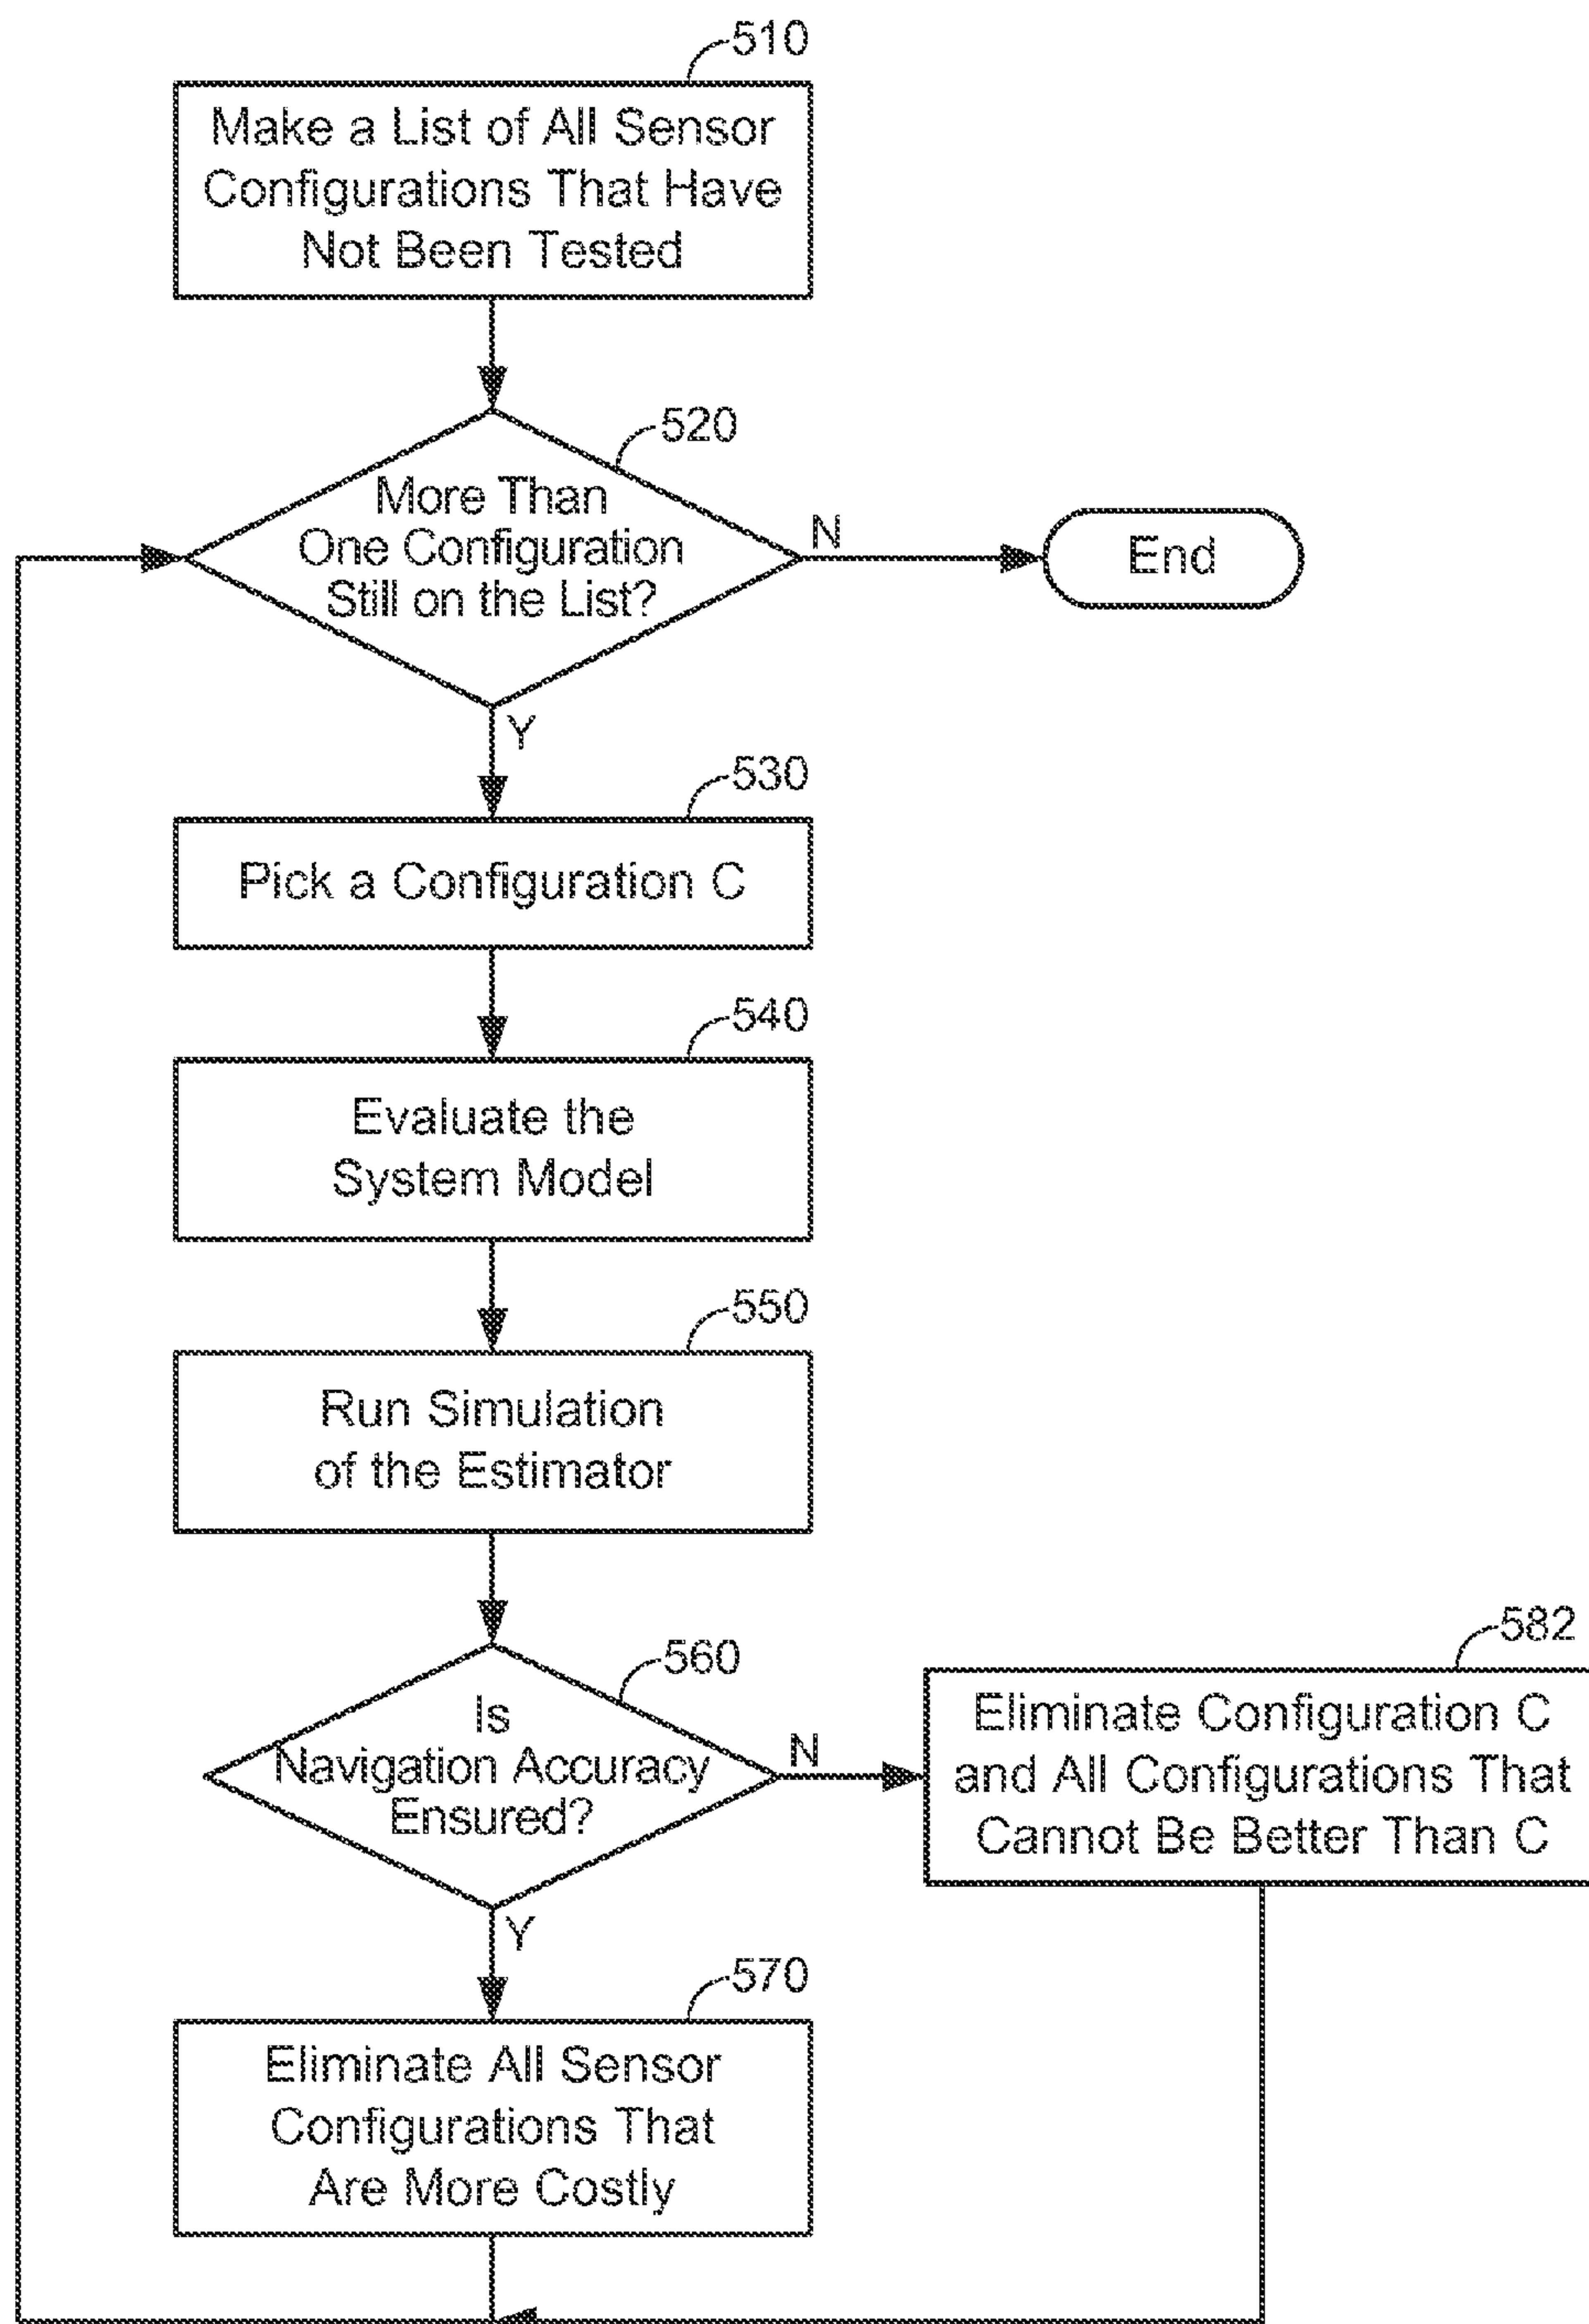 510
Make a List of All Sensor
Configurations That Have
Not Been Tested
520
More Than
One Configuration
Still on the List?
N
End
Y
530
Pick a Configuration C
540
Evaluate the
System Model
550
Run Simulation
of the Estimator
560
Is
Navigation Accuracy
Ensured?
N
582
Eliminate Configuration C
and All Configurations That
Cannot Be Better Than C
Y
570
Eliminate All Sensor
Configurations That
Are More Costly